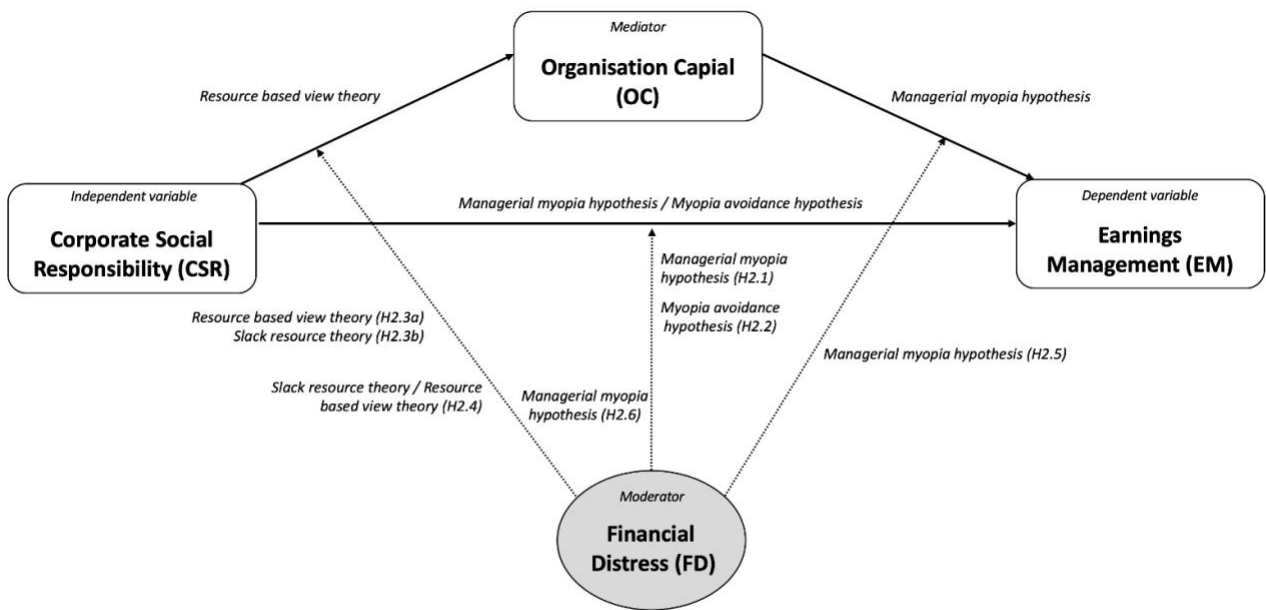 Mediator
Organisation Capial
(OC)
Resource based view theory
Managerial myopia hypothesis
Independent variable
Corporate Social
Responsibility (CSR)
Managerial myopia hypothesis / Myopia avoidance hypothesis
Dependent variable
Earnings
Management (EM)
Managerial myopia
hypothesis (H2.1)
Myopia avoidance
hypothesis (H2.2)
Resource based view theory (H2.3a)
Slack resource theory (H2.3b)
Managerial myopia hypothesis (H2.5)
Slack resource theory / Resource
based view theory (H2.4)
Managerial myopia
hypothesis (H2.6)
Moderator
Financial
Distress (FD)